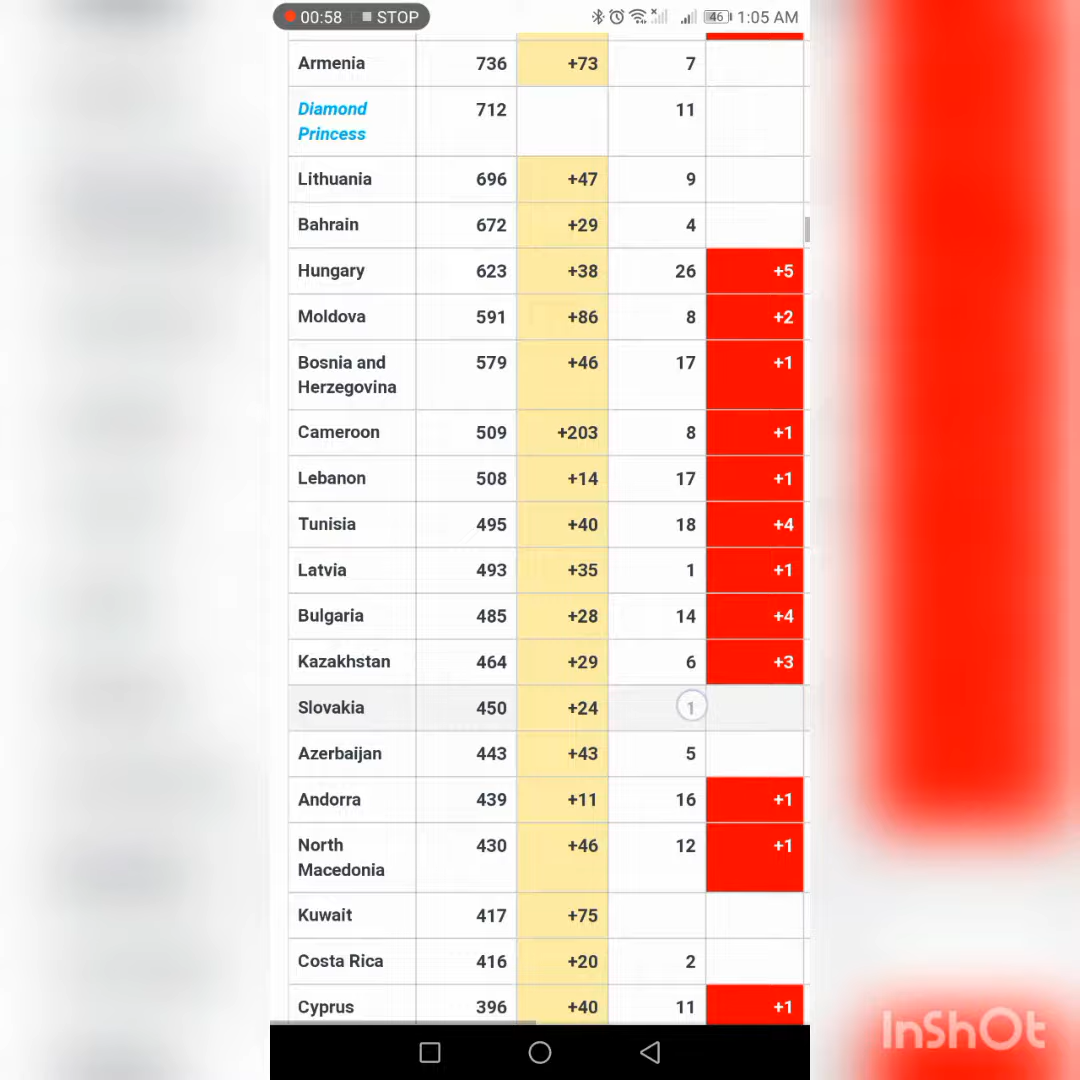 00:58 STOP 46 1:05 AM
Armenia 736 +73 7
Diamond 712 11
Princess
Lithuania 696 +47 9
Bahrain 672 +29 4
Hungary 623 +38 26 +5
Moldova 591 +86 8 +2
Bosnia and 579 +46 17 +1
Herzegovina
Cameroon 509 +203 8 +1
Lebanon 508 +14 17 +1
Tunisia 495 +40 18 +4
Latvia 493 +35 1 +1
Bulgaria 485 +28 14 +4
Kazakhstan 464 +29 6 +3
Slovakia 450 +24 1
Azerbaijan 443 +43 5
Andorra 439 +11 16 +1
North 430 +46 12 +1
Macedonia
Kuwait 417 +75
Costa Rica 416 +20 2
Cyprus 396 +40 11 +1
InShOt